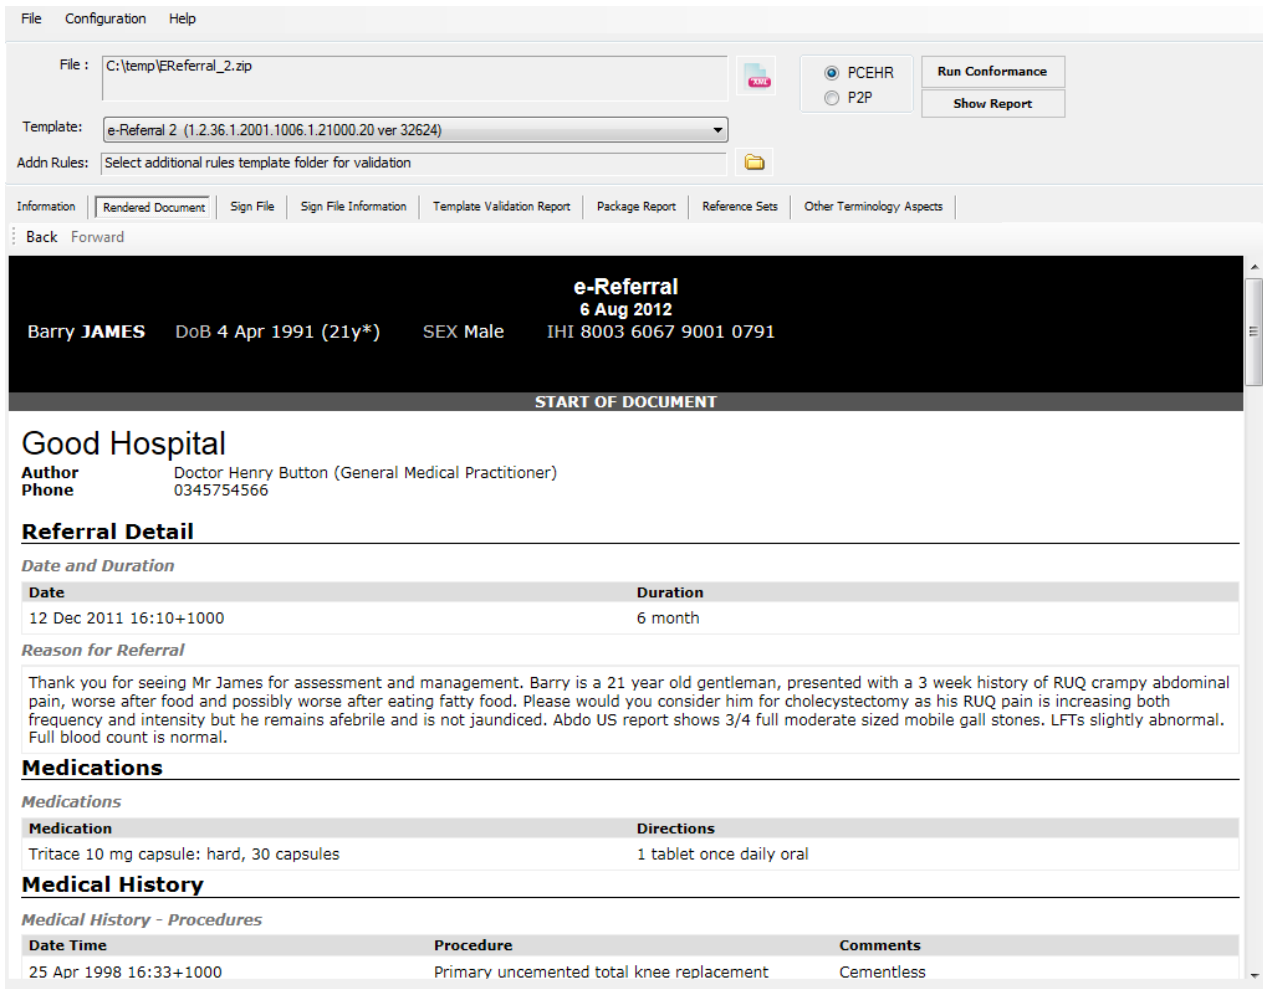 File Configuration Help
File : C:\temp\EReferral_2.zip
XML
PCEHR
P2P
Run Conformance
Show Report
Template: e-Referral 2 (1.2.36.1.2001.1006.1.21000.20 ver 32624)
Addn Rules: Select additional rules template folder for validation
Information Rendered Document Sign File Sign File Information Template Validation Report Package Report Reference Sets Other Terminology Aspects
Back Forward
e-Referral
6 Aug 2012
Barry JAMES DoB 4 Apr 1991 (21y*) SEX Male IHI 8003 6067 9001 0791
START OF DOCUMENT
Good Hospital
Author Doctor Henry Button (General Medical Practitioner)
Phone 0345754566
Referral Detail
Date and Duration
Date Duration
12 Dec 2011 16:10+1000 6 month
Reason for Referral
Thank you for seeing Mr James for assessment and management. Barry is a 21 year old gentleman, presented with a 3 week history of RUQ crampy abdominal
pain, worse after food and possibly worse after eating fatty food. Please would you consider him for cholecystectomy as his RUQ pain is increasing both
frequency and intensity but he remains afebrile and is not jaundiced. Abdo US report shows 3/4 full moderate sized mobile gall stones. LFTs slightly abnormal.
Full blood count is normal.
Medications
Medications
Medication Directions
Tritace 10 mg capsule: hard, 30 capsules 1 tablet once daily oral
Medical History
Medical History - Procedures
Date Time Procedure Comments
25 Apr 1998 16:33+1000 Primary uncemented total knee replacement Cementless